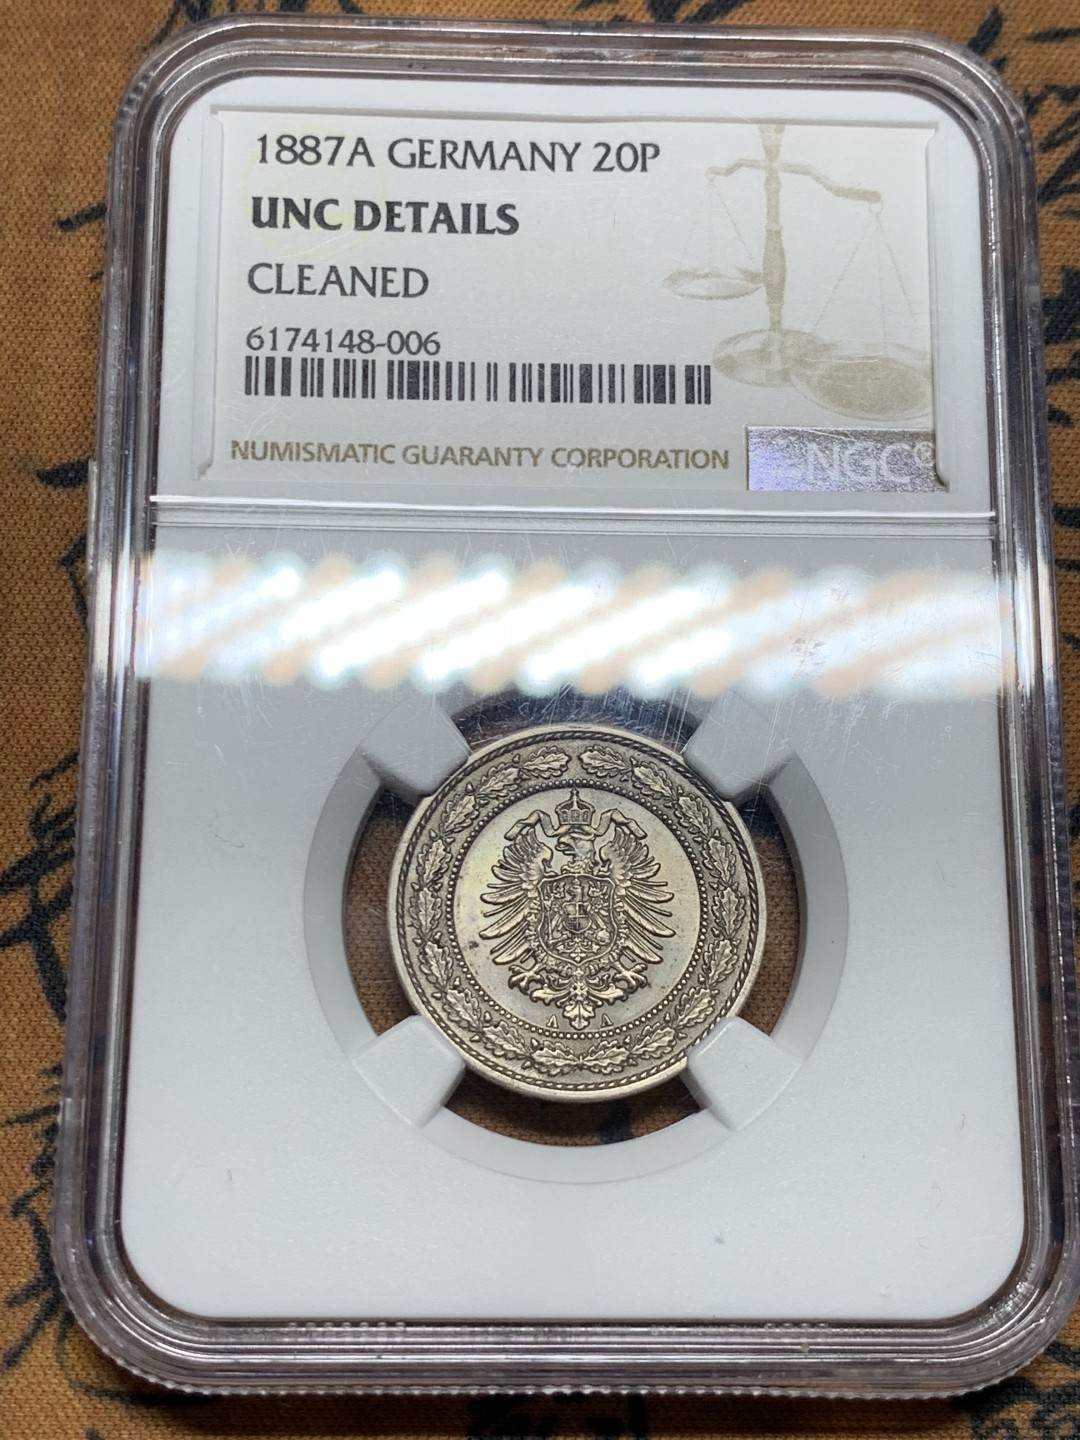 1887A GERMANY 20P
UNC DETAILS
CLEANED
6174148-006
NUMISMATIC GUARANTY CORPORATION
NGC®
A A